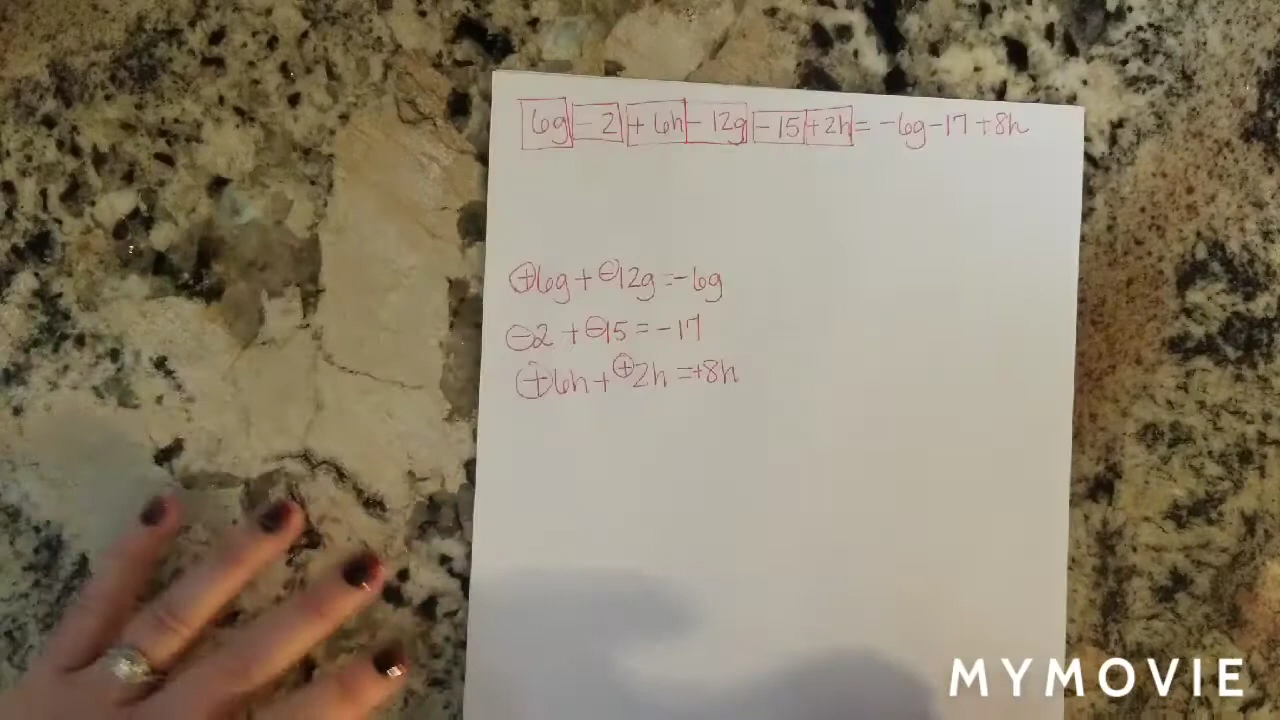 6g - 2 + 6h - 12g - 15 + 2h = -6g - 17 + 8h
+6g + -12g = -6g
-2 + -15 = -17
+6h + +2h = +8h
MYMOVIE